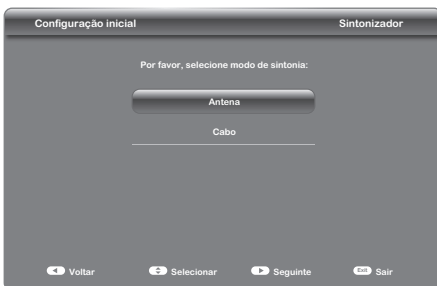 Configuração inicial Sintonizador
Por favor, selecione modo de sintonia:
Antena
Cabo
Voltar Selecionar Seguinte Exit Sair